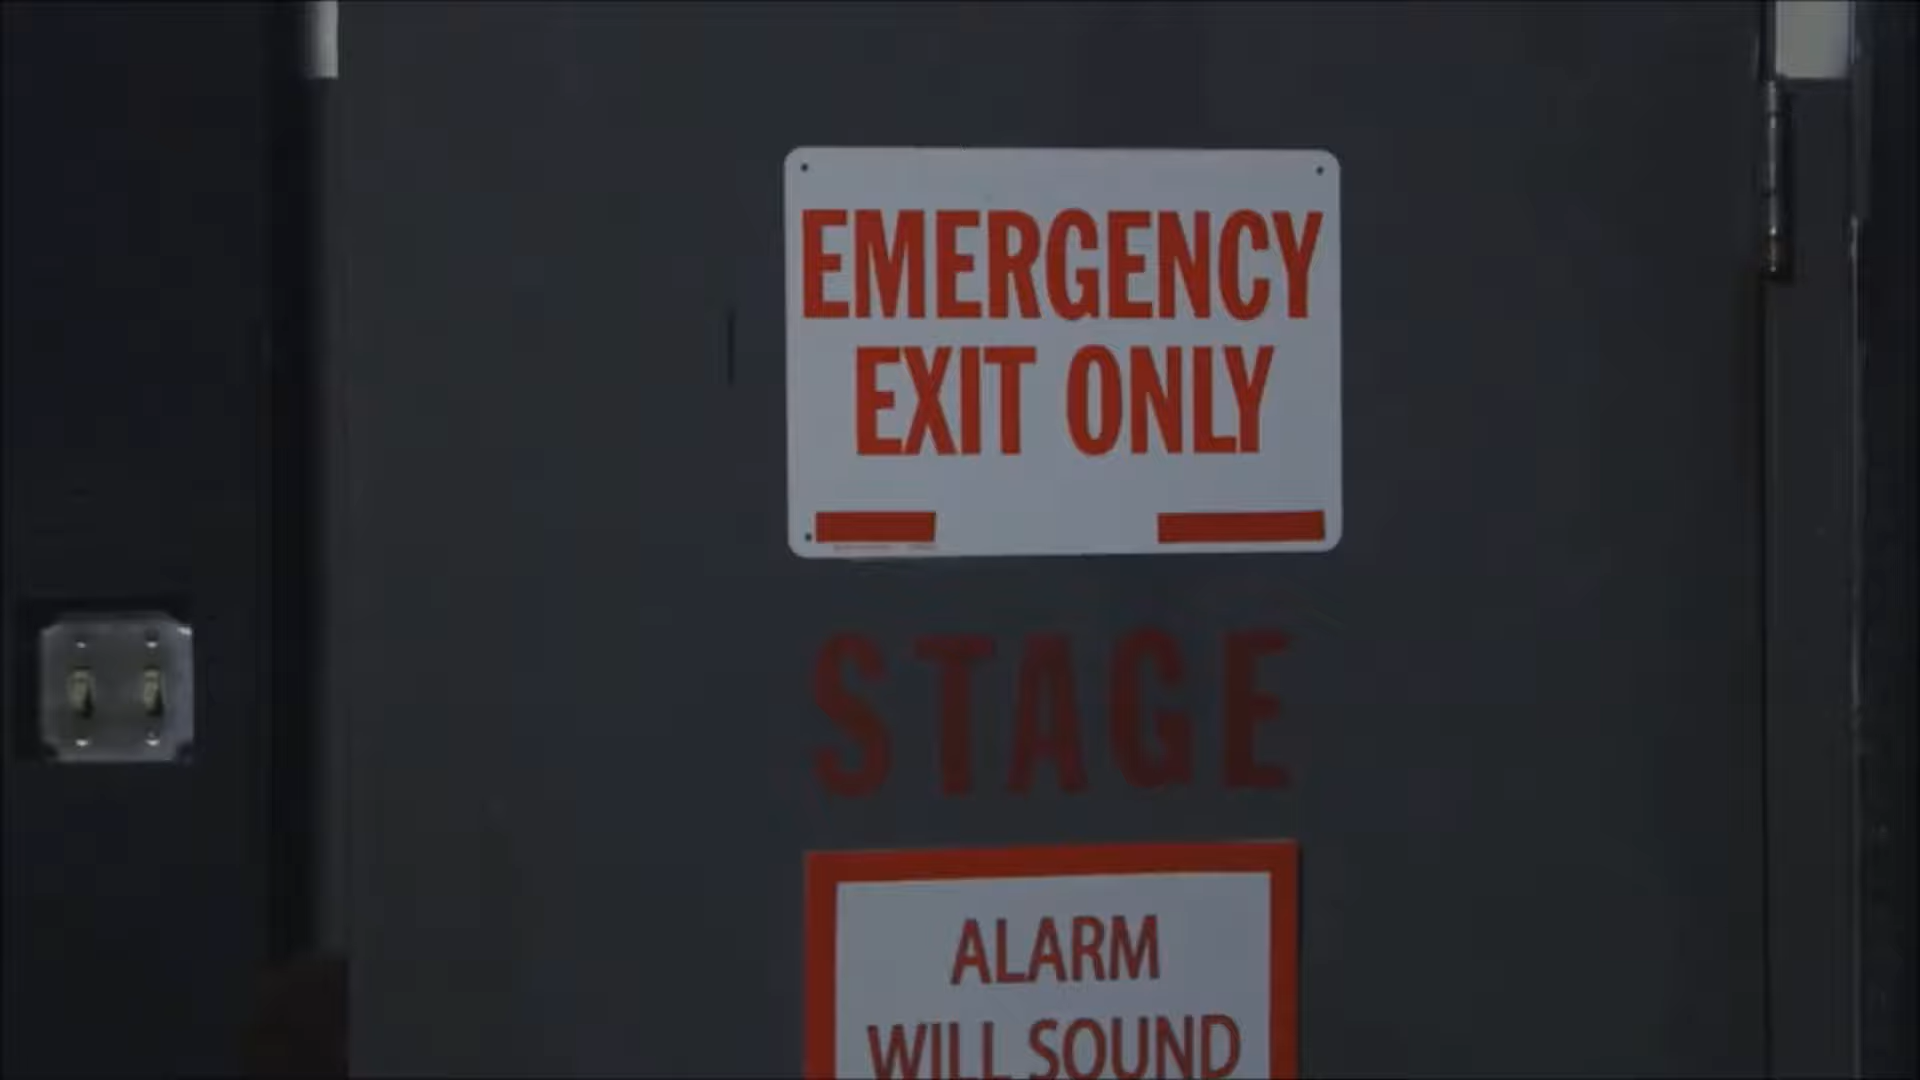 EMERGENCY
EXIT ONLY
STAGE
ALARM
WILL SOUND